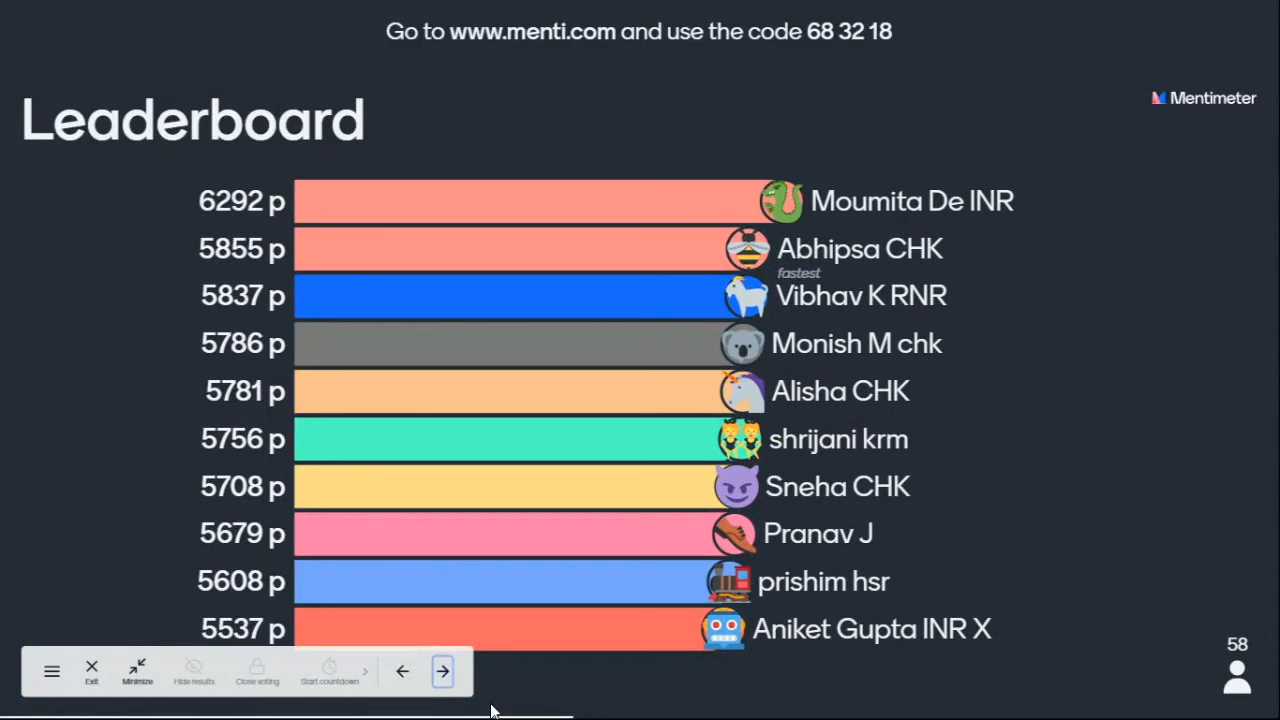 Go to www.menti.com and use the code 68 32 18
Mentimeter
Leaderboard
6292 p Moumita De INR
5855 p Abhipsa CHK
fastest
5837 p Vibhav K RNR
5786 p Monish M chk
5781 p Alisha CHK
5756 p shrijani krm
5708 p Sneha CHK
5679 p Pranav J
5608 p prishim hsr
5537 p Aniket Gupta INR X
58
Exit Minimize Hide results Close voting Start countdown